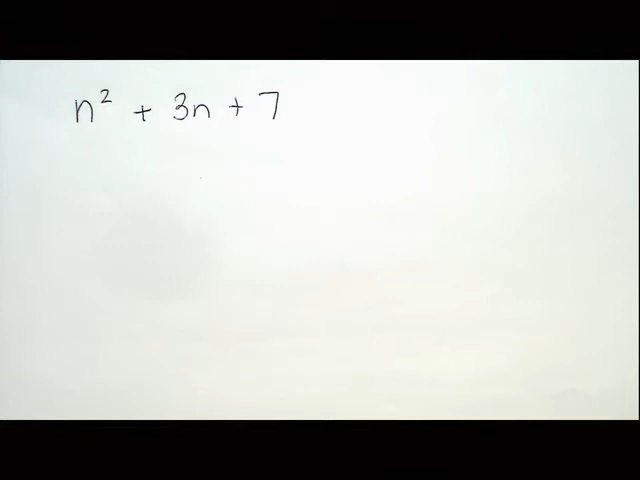 n² + 3n + 7